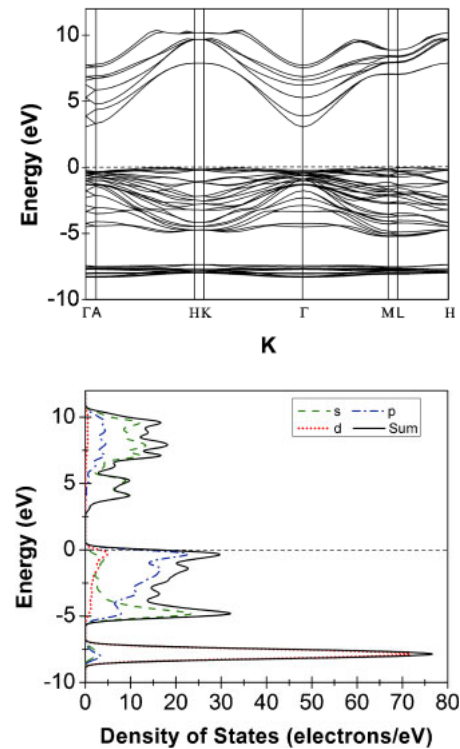 10
5
0
-5
-10
Energy (eV)
Γ A H K Γ M L H
K
s p
d Sum
10
5
0
-5
-10
Energy (eV)
0 10 20 30 40 50 60 70 80
Density of States (electrons/eV)